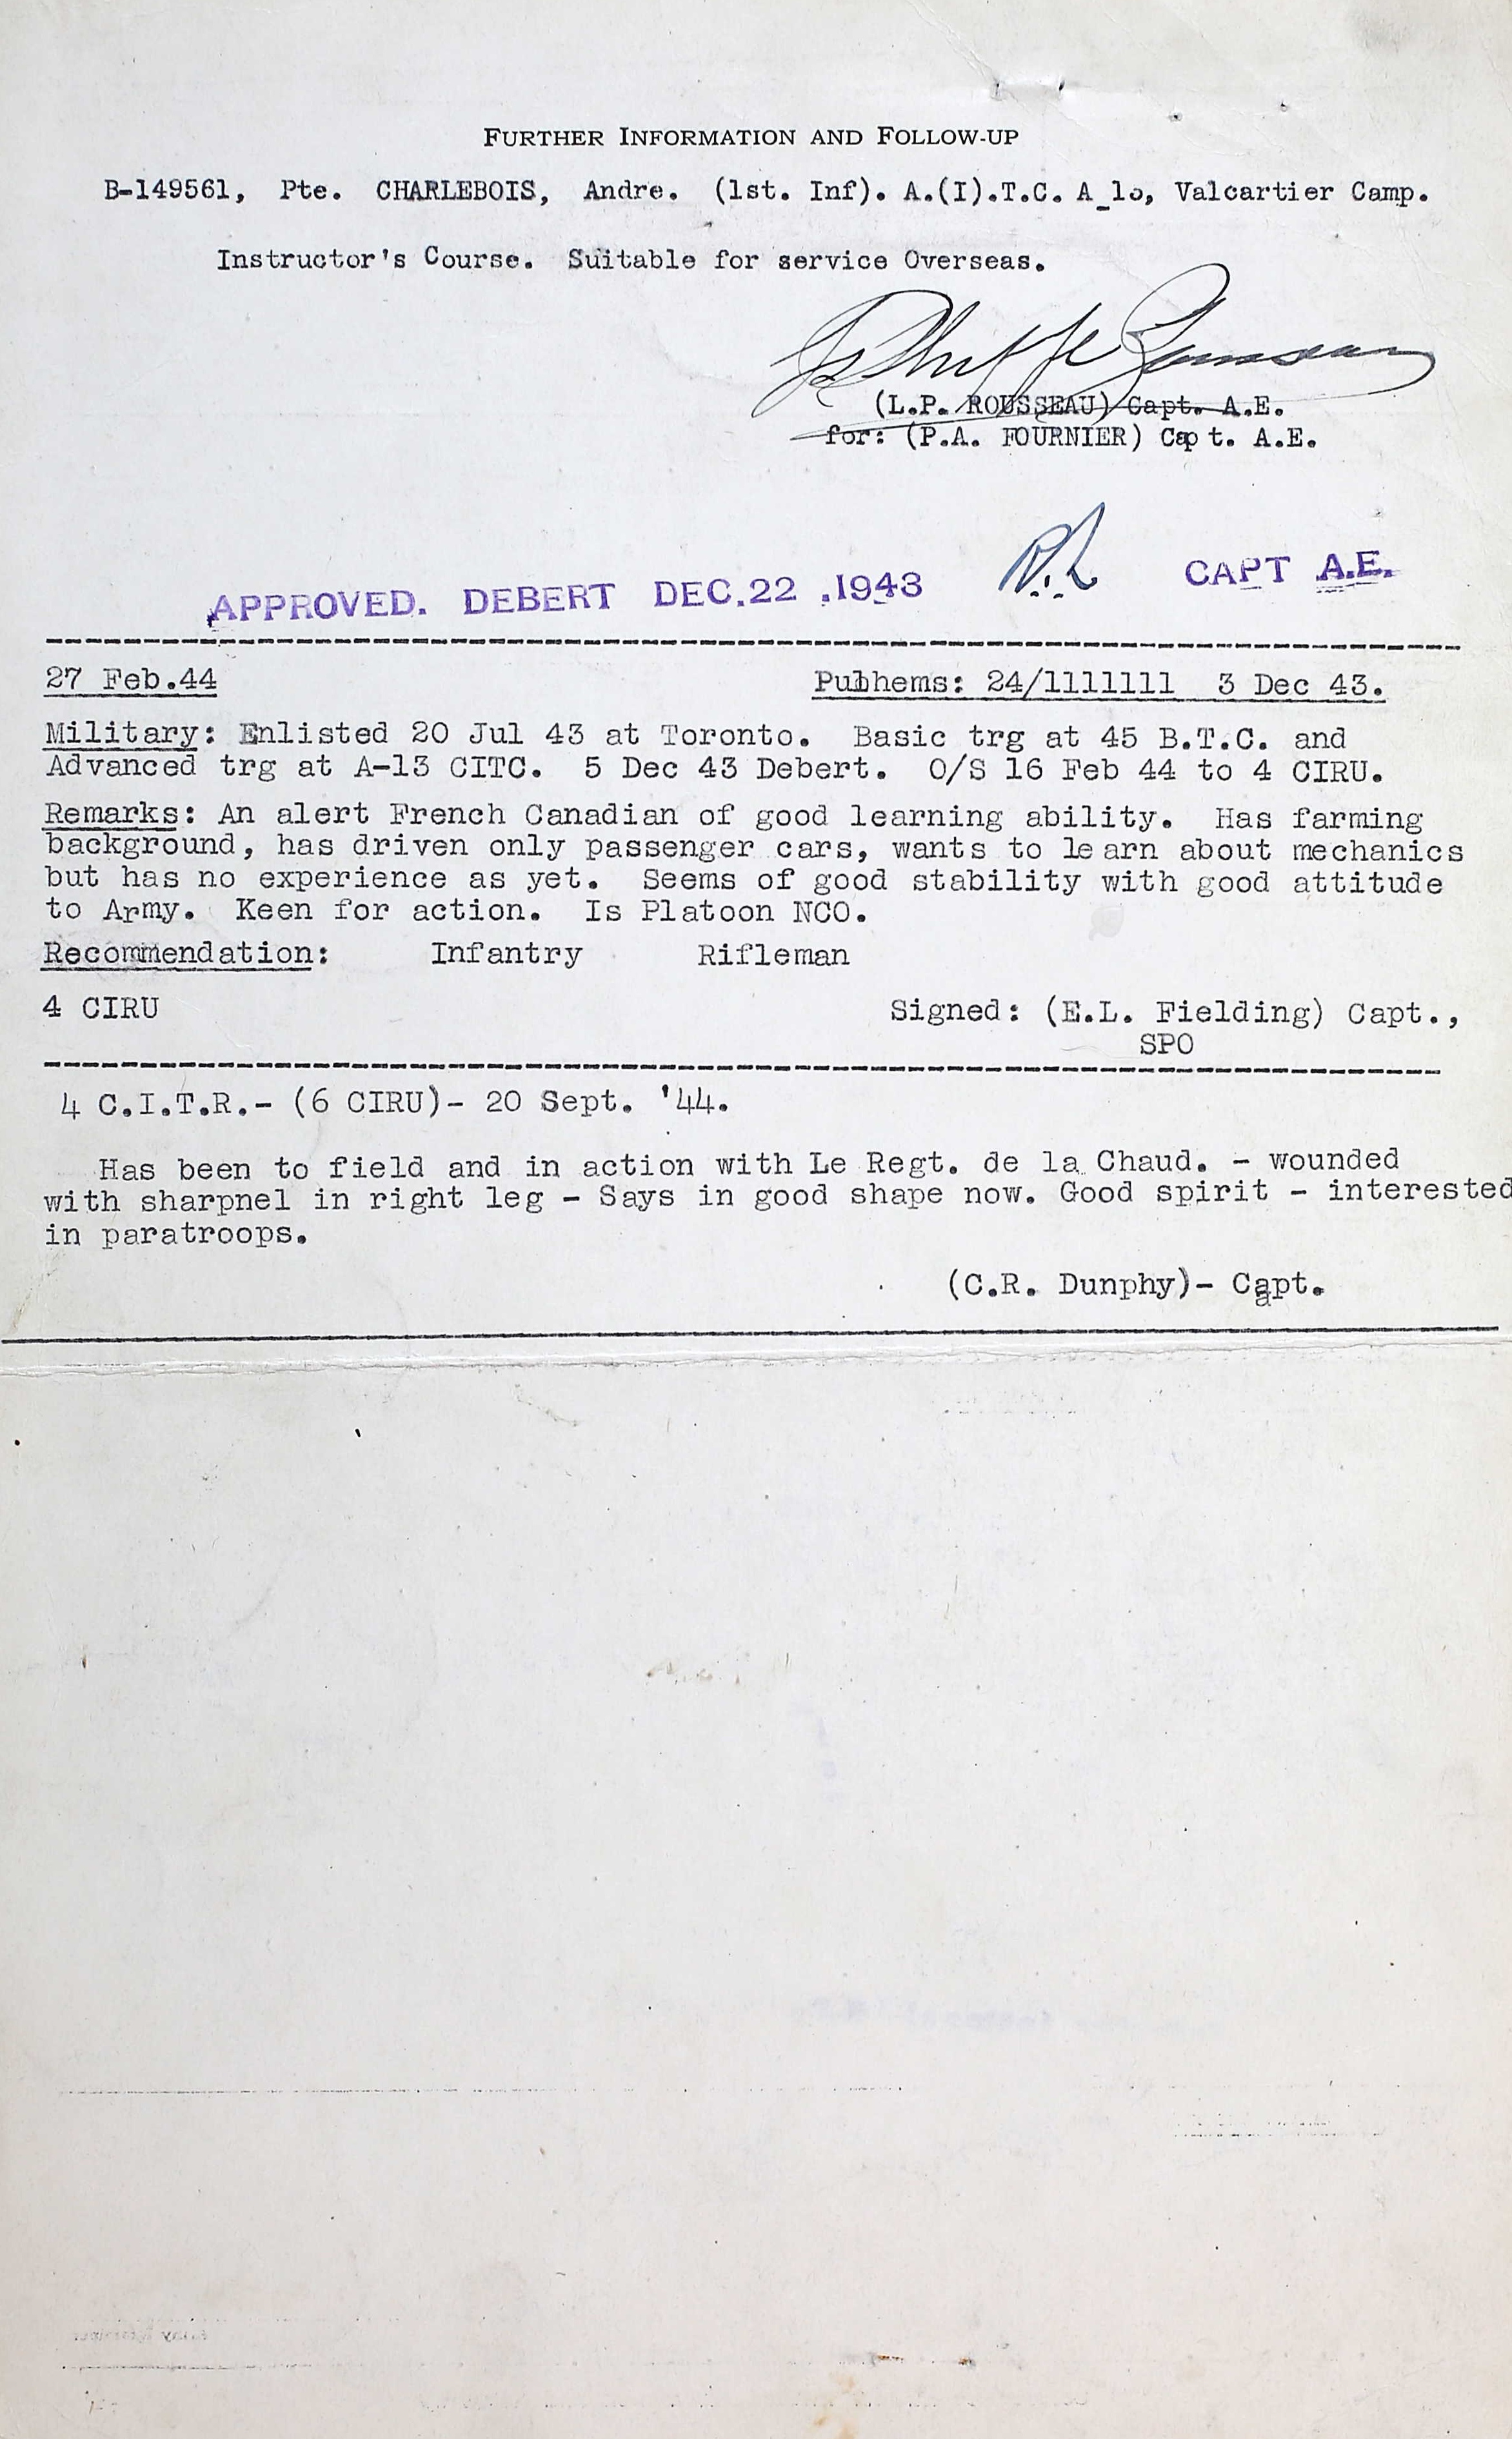 FURTHER INFORMATION AND FOLLOW-UP
B-149561, Pte. CHARLEBOIS, Andre. (1st. Inf). A.(I).T.C. A_13, Valcartier Camp.
Instructor's Course. Suitable for service Overseas.
(L.P. ROUSSEAU) Capt. A.E.
for: (P.A. FOURNIER) Capt. A.E.
APPROVED. DEBERT DEC.22 .1943 CAPT A.E.
27 Feb.44 Pulhems: 24/1111111 3 Dec 43.
Military: Enlisted 20 Jul 43 at Toronto. Basic trg at 45 B.T.C. and
Advanced trg at A-13 CITC. 5 Dec 43 Debert. O/S 16 Feb 44 to 4 CIRU.
Remarks: An alert French Canadian of good learning ability. Has farming
background, has driven only passenger cars, wants to learn about mechanics
but has no experience as yet. Seems of good stability with good attitude
to Army. Keen for action. Is Platoon NCO.
Recommendation: Infantry Rifleman
4 CIRU Signed: (E.L. Fielding) Capt.,
SPO
4 C.I.T.R.- (6 CIRU)- 20 Sept. '44.
Has been to field and in action with Le Regt. de la Chaud. - wounded
with sharpnel in right leg - Says in good shape now. Good spirit - interested
in paratroops.
(C.R. Dunphy)- Capt.